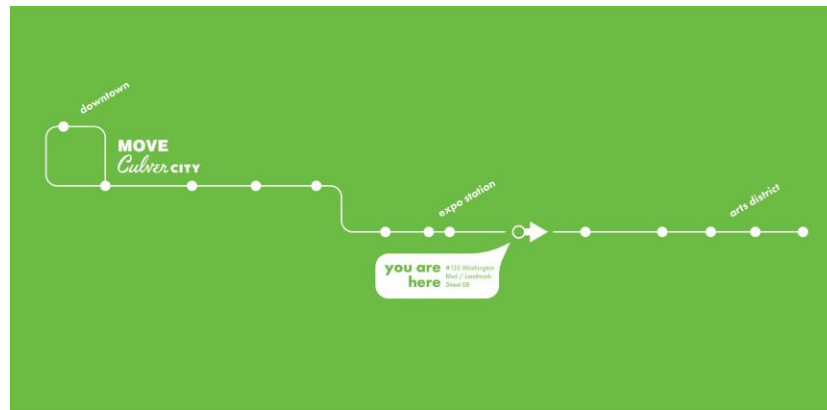 downtown
MOVE
Culver CITY
expo station
arts district
you are
here
#135 Washington
Blvd / Landmark
Street EB